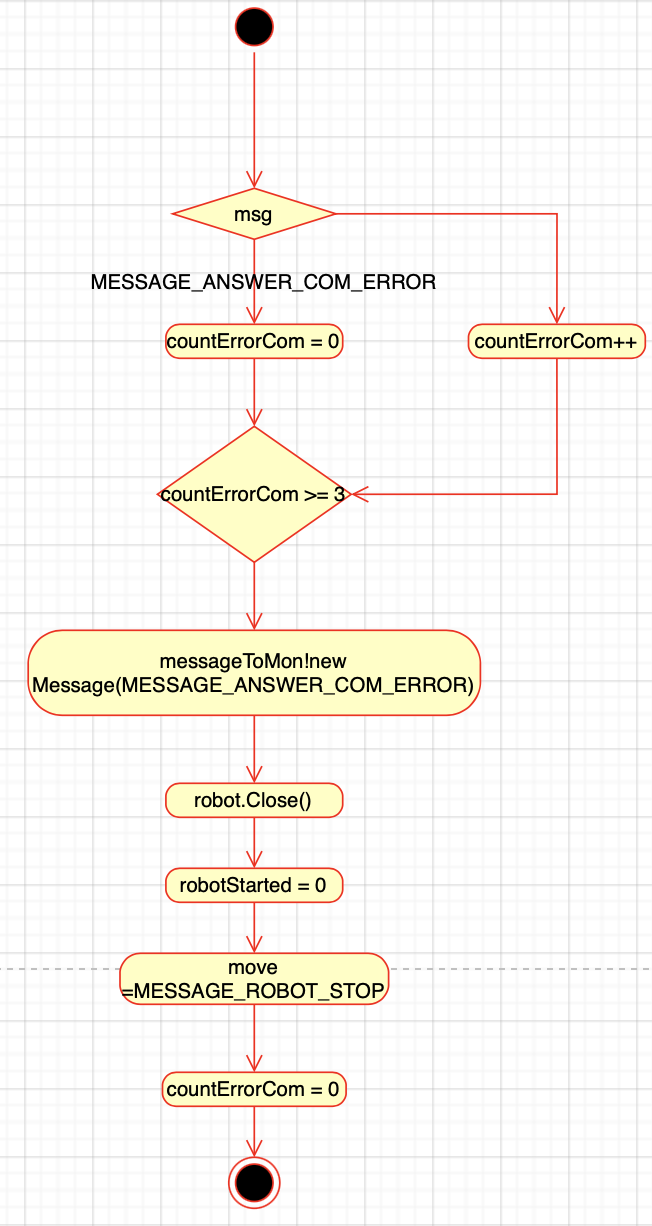 msg
MESSAGE_ANSWER_COM_ERROR
countErrorCom = 0
countErrorCom++
countErrorCom >= 3
messageToMon!new
Message(MESSAGE_ANSWER_COM_ERROR)
robot.Close()
robotStarted = 0
move
=MESSAGE_ROBOT_STOP
countErrorCom = 0